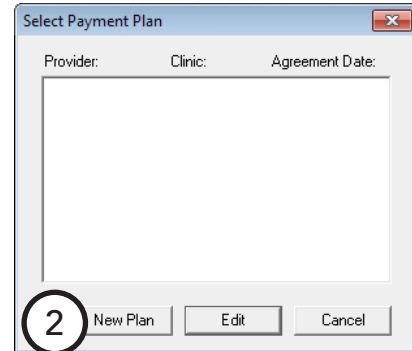 Select Payment Plan
Provider: Clinic: Agreement Date:
2 New Plan Edit Cancel